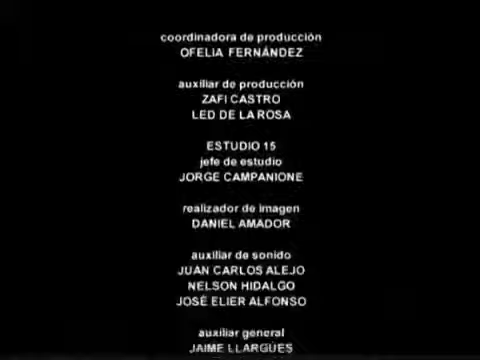 coordinadora de producción
OFELIA FERNÁNDEZ
auxiliar de producción
ZAFI CASTRO
LED DE LA ROSA
ESTUDIO 15
jefe de estudio
JORGE CAMPANIONE
realizador de imagen
DANIEL AMADOR
auxiliar de sonido
JUAN CARLOS ALEJO
NELSON HIDALGO
JOSÉ ELIER ALFONSO
auxiliar general
JAIME LLARGÜES